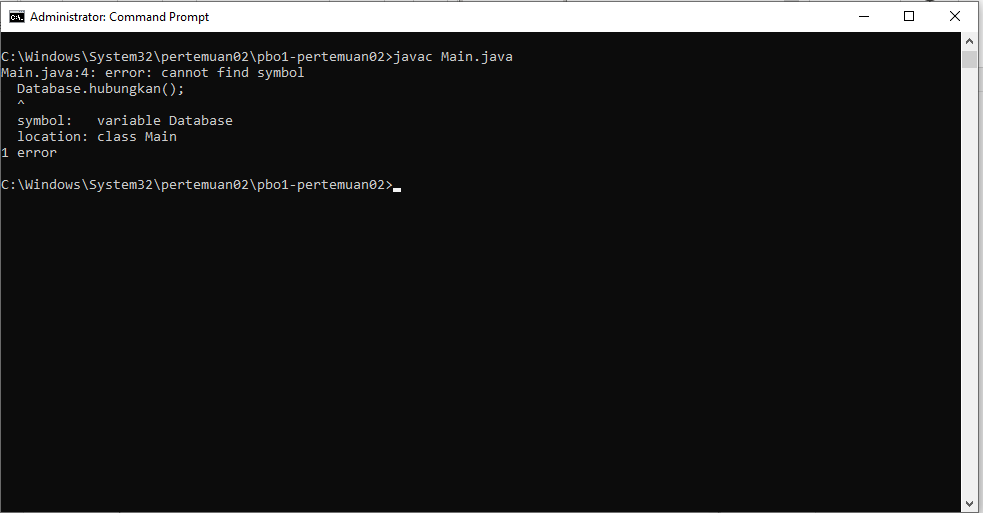 Administrator: Command Prompt
C:\Windows\System32\pertemuan02\pbo1-pertemuan02>javac Main.java
Main.java:4: error: cannot find symbol
  Database.hubungkan();
  ^
  symbol:   variable Database
  location: class Main
1 error
C:\Windows\System32\pertemuan02\pbo1-pertemuan02>